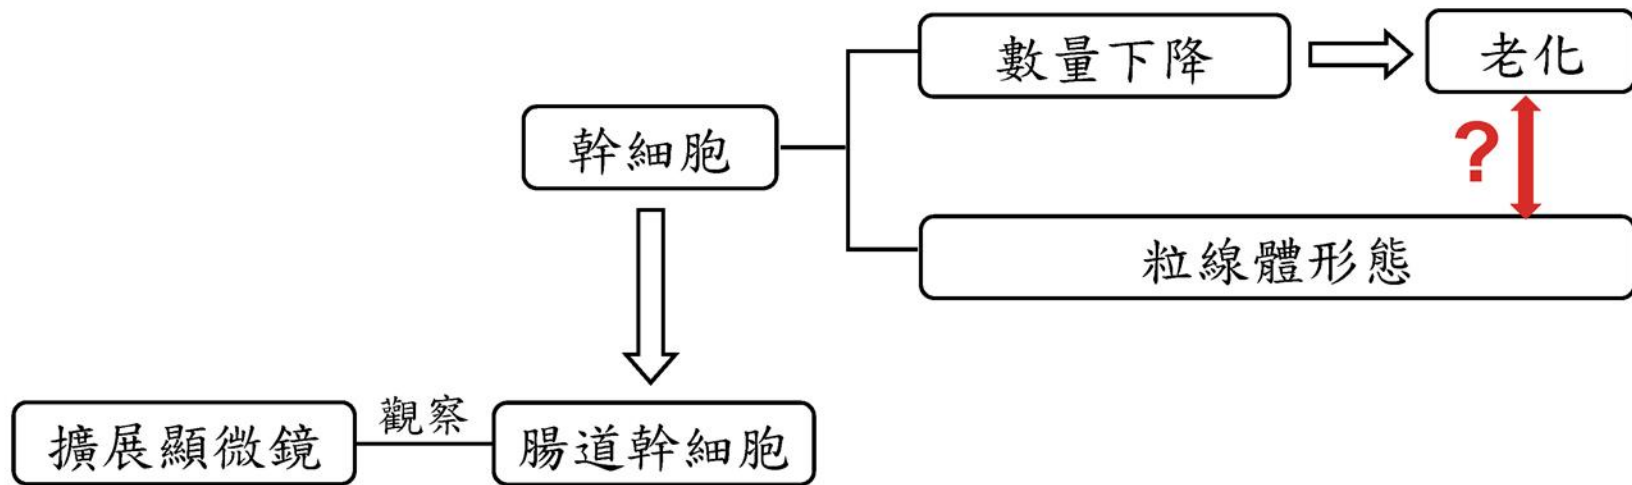 數量下降
老化
幹細胞
?
粒線體形態
擴展顯微鏡
觀察
腸道幹細胞